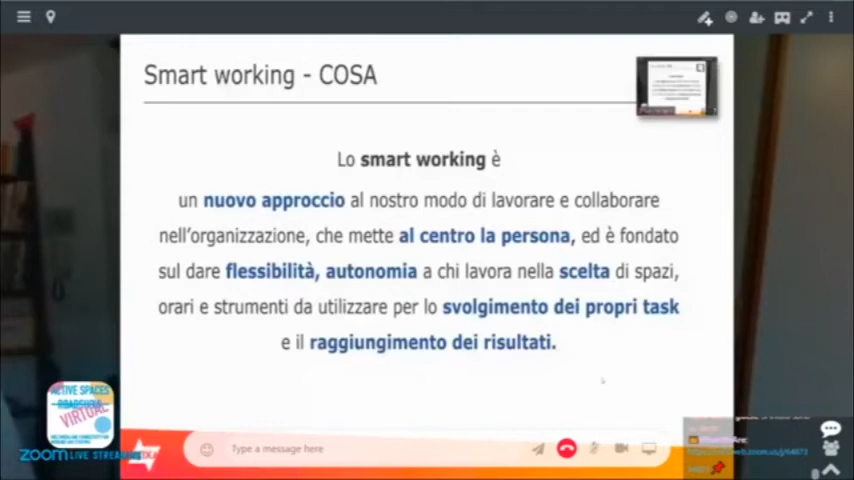 Smart working - COSA
Lo smart working è
un nuovo approccio al nostro modo di lavorare e collaborare
nell'organizzazione, che mette al centro la persona, ed è fondato
sul dare flessibilità, autonomia a chi lavora nella scelta di spazi,
orari e strumenti da utilizzare per lo svolgimento dei propri task
e il raggiungimento dei risultati.
ACTIVE SPACES
ROADSHOW
VIRTUAL
zoom LIVE STREAMING
Type a message here